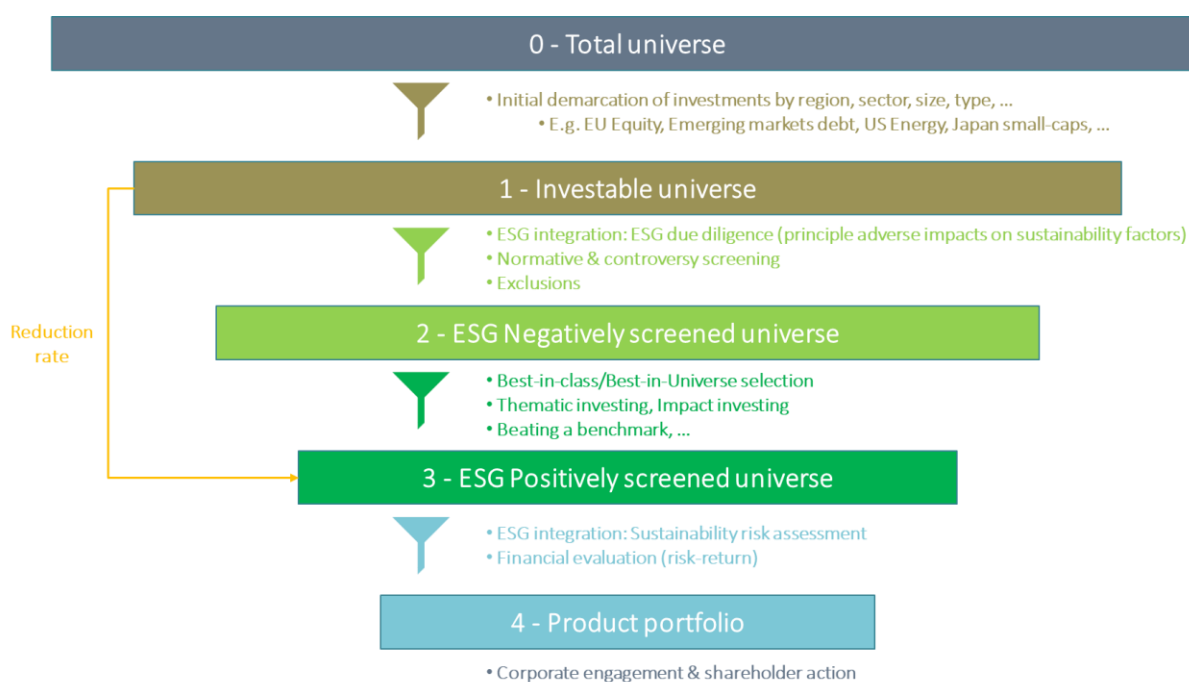 0 - Total universe
• Initial demarcation of investments by region, sector, size, type, ...
• E.g. EU Equity, Emerging markets debt, US Energy, Japan small-caps, ...
1 - Investable universe
• ESG integration: ESG due diligence (principle adverse impacts on sustainability factors)
• Normative & controversy screening
• Exclusions
Reduction
rate
2 - ESG Negatively screened universe
• Best-in-class/Best-in-Universe selection
• Thematic investing, Impact investing
• Beating a benchmark, ...
3 - ESG Positively screened universe
• ESG integration: Sustainability risk assessment
• Financial evaluation (risk-return)
4 - Product portfolio
• Corporate engagement & shareholder action